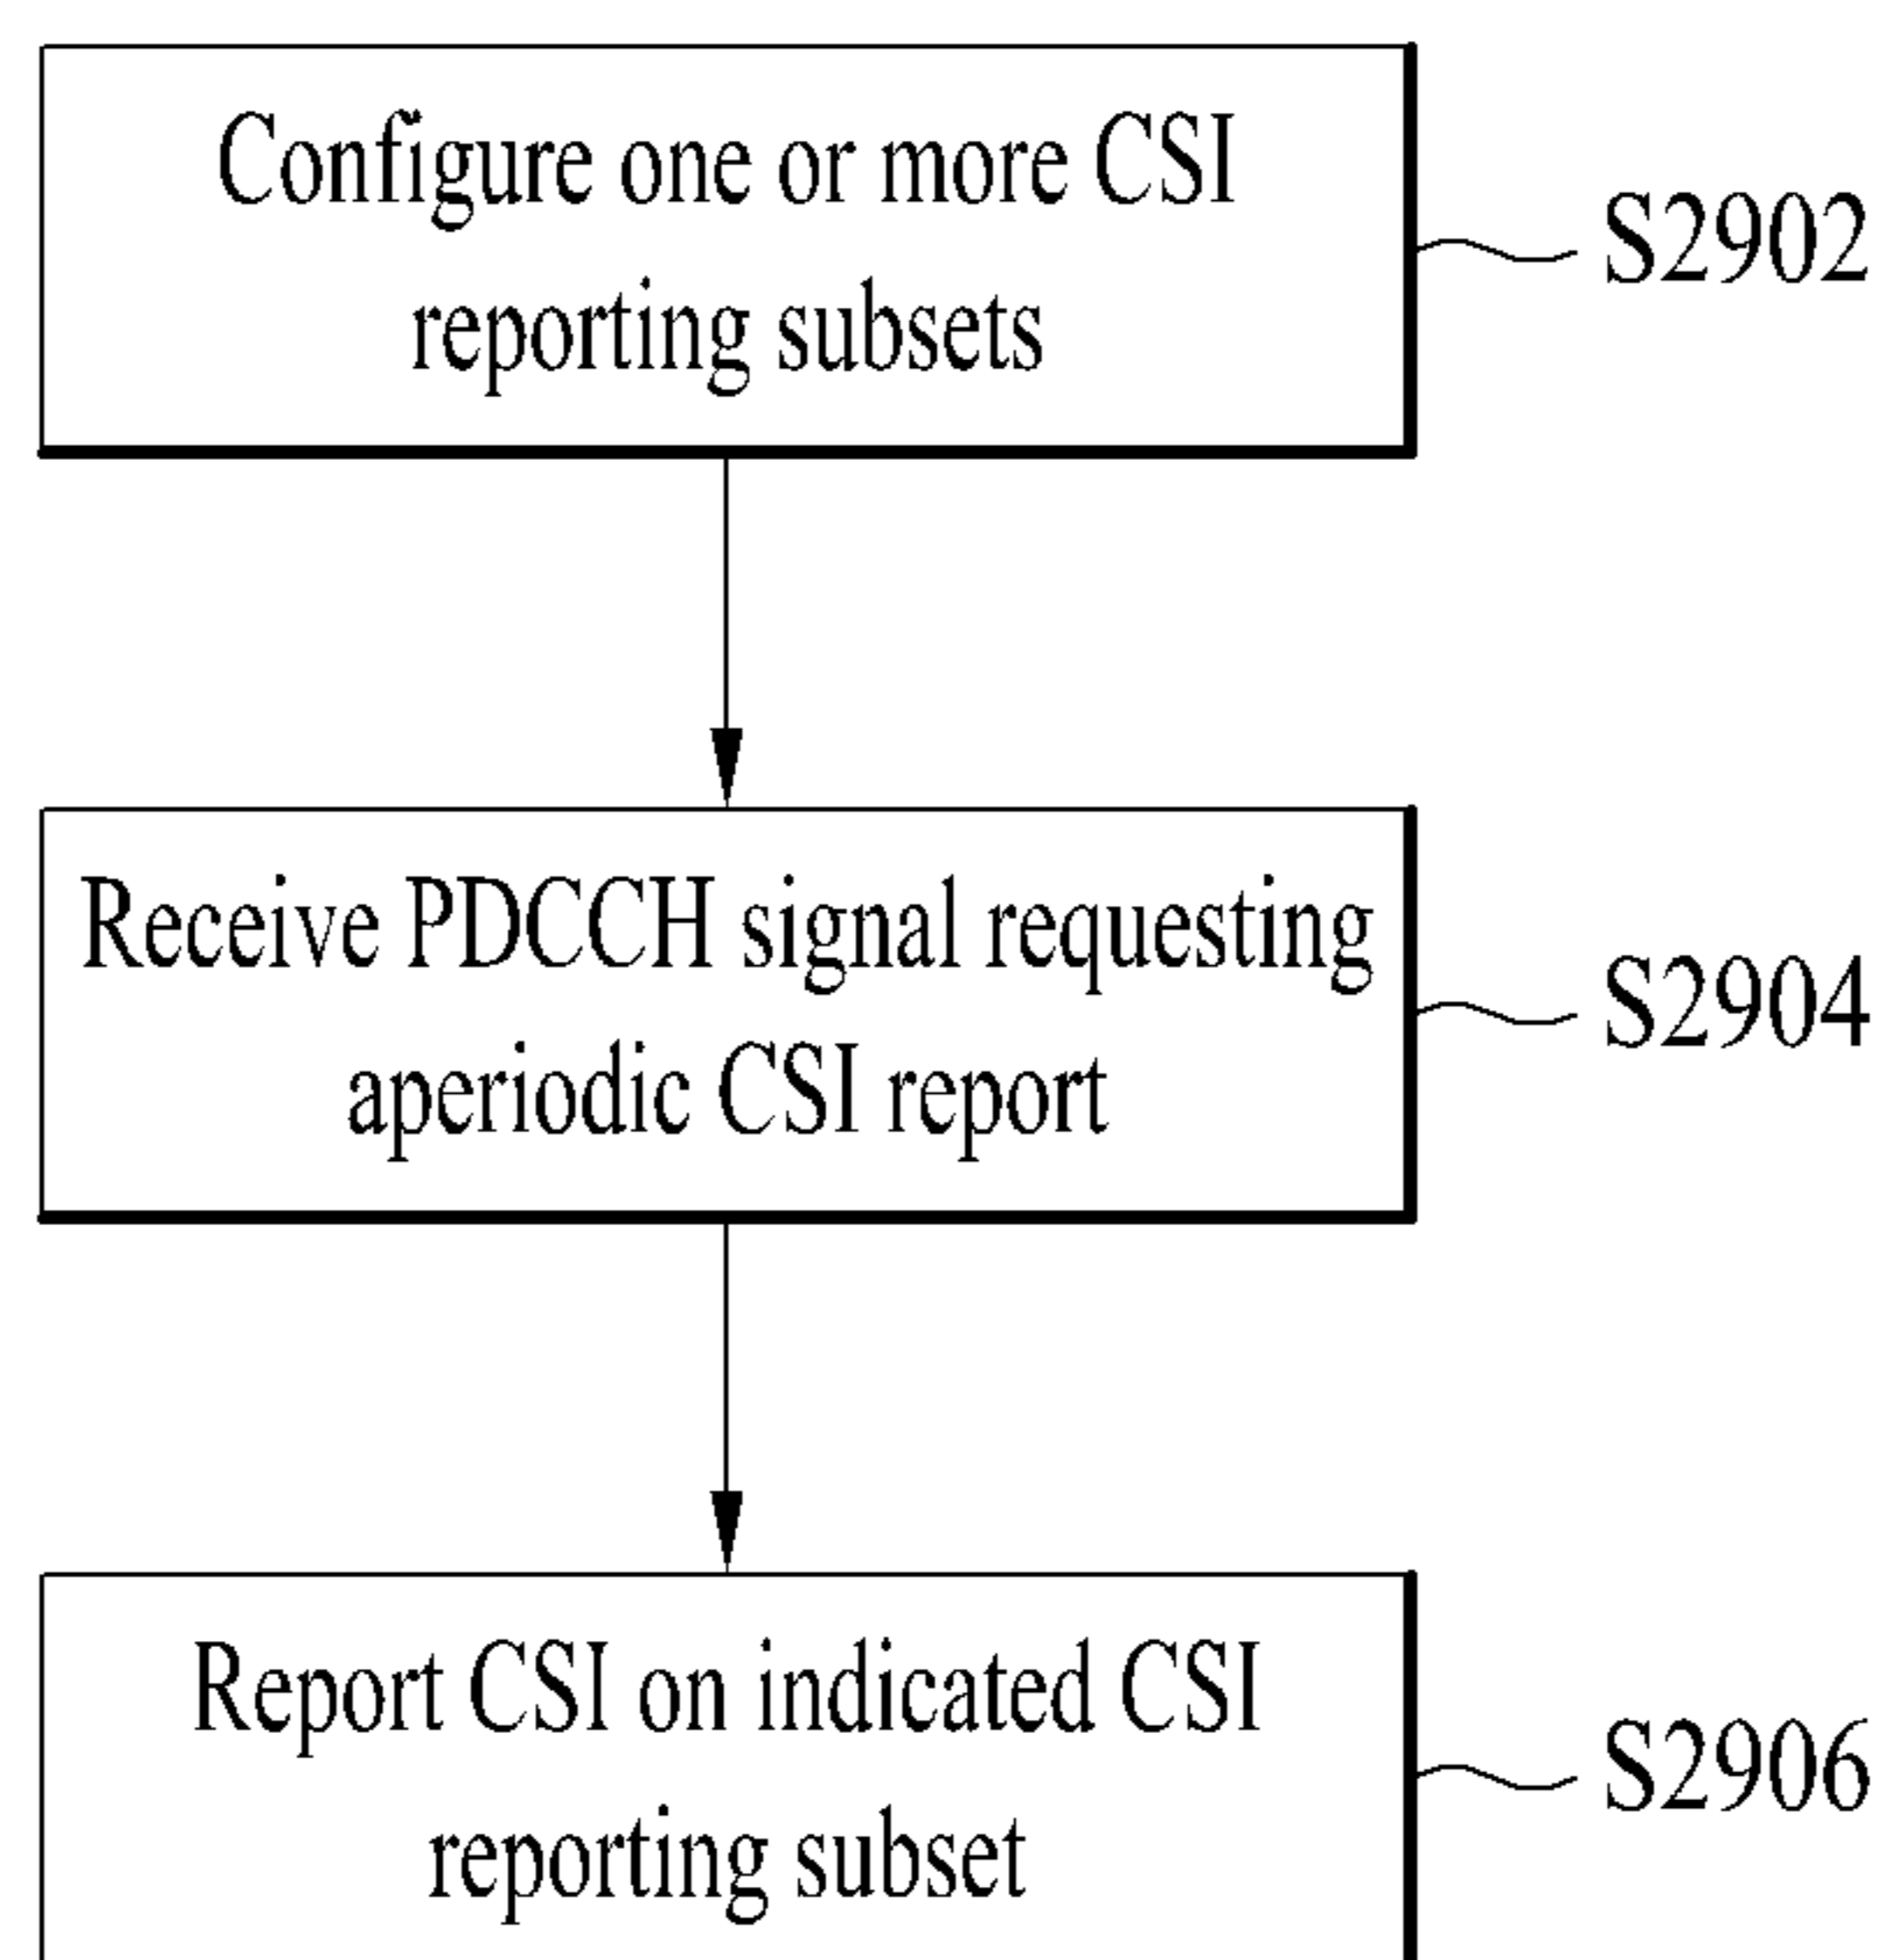 Configure one or more CSI
reporting subsets
S2902
Receive PDCCH signal requesting
aperiodic CSI report
S2904
Report CSI on indicated CSI
reporting subset
S2906